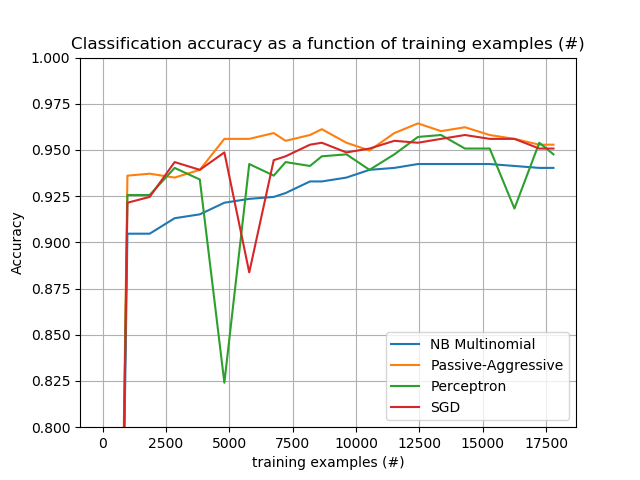 Classification accuracy as a function of training examples (#)
1.000
0.975
0.950
0.925
0.900
0.875
0.850
0.825
0.800
Accuracy
NB Multinomial
Passive-Aggressive
Perceptron
SGD
0 2500 5000 7500 10000 12500 15000 17500
training examples (#)